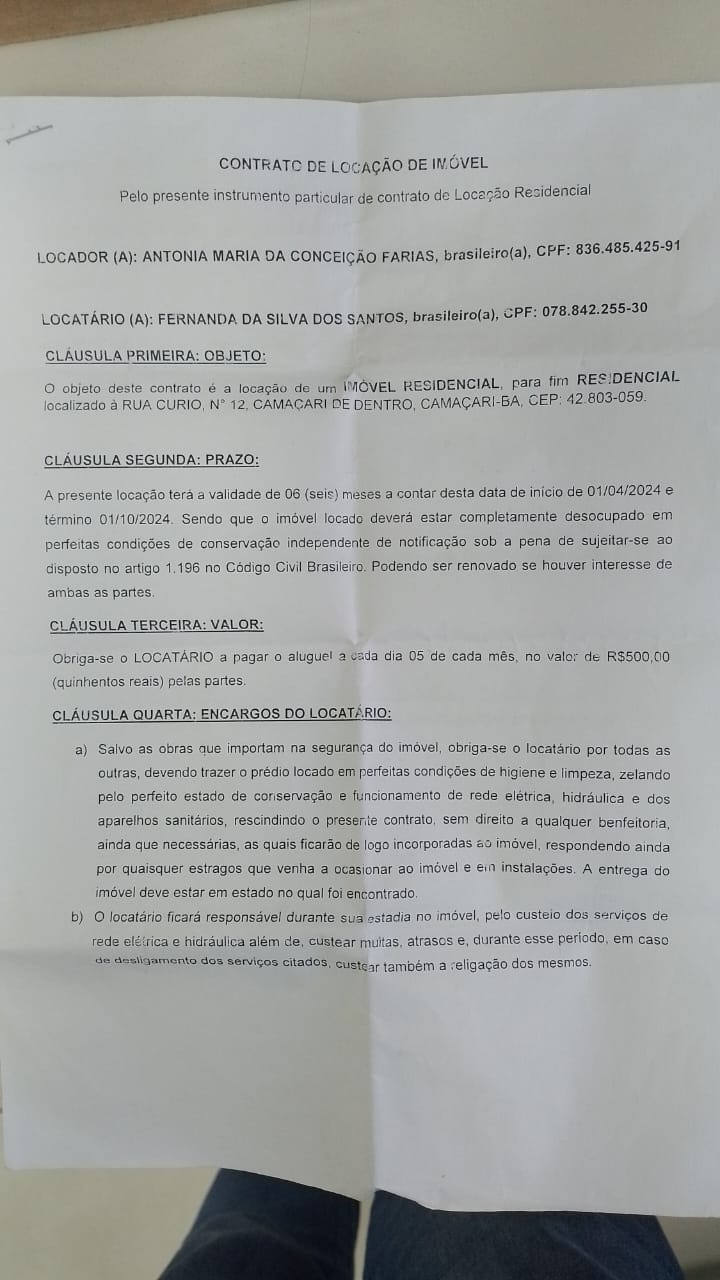 CONTRATO DE LOCAÇÃO DE IMÓVEL
Pelo presente instrumento particular de contrato de Locação Residencial
LOCADOR (A): ANTONIA MARIA DA CONCEIÇÃO FARIAS, brasileiro(a), CPF: 836.485.425-91
LOCATÁRIO (A): FERNANDA DA SILVA DOS SANTOS, brasileiro(a), CPF: 078.842.255-30
CLÁUSULA PRIMEIRA: OBJETO:
O objeto deste contrato é a locação de um IMÓVEL RESIDENCIAL, para fim RESIDENCIAL
localizado à RUA CURIO, N° 12, CAMAÇARI DE DENTRO, CAMAÇARI-BA, CEP: 42.803-059.
CLÁUSULA SEGUNDA: PRAZO:
A presente locação terá a validade de 06 (seis) meses a contar desta data de início de 01/04/2024 e
término 01/10/2024. Sendo que o imóvel locado deverá estar completamente desocupado em
perfeitas condições de conservação independente de notificação sob a pena de sujeitar-se ao
disposto no artigo 1.196 no Código Civil Brasileiro. Podendo ser renovado se houver interesse de
ambas as partes.
CLÁUSULA TERCEIRA: VALOR:
Obriga-se o LOCATÁRIO a pagar o aluguel a cada dia 05 de cada mês, no valor de R$500,00
(quinhentos reais) pelas partes.
CLÁUSULA QUARTA: ENCARGOS DO LOCATÁRIO:
a) Salvo as obras que importam na segurança do imóvel, obriga-se o locatário por todas as
outras, devendo trazer o prédio locado em perfeitas condições de higiene e limpeza, zelando
pelo perfeito estado de conservação e funcionamento de rede elétrica, hidráulica e dos
aparelhos sanitários, rescindindo o presente contrato, sem direito a qualquer benfeitoria,
ainda que necessárias, as quais ficarão de logo incorporadas ao imóvel, respondendo ainda
por quaisquer estragos que venha a ocasionar ao imóvel e em instalações. A entrega do
imóvel deve estar em estado no qual foi encontrado.
b) O locatário ficará responsável durante sua estadia no imóvel, pelo custeio dos serviços de
rede elétrica e hidráulica além de, custear multas, atrasos e, durante esse período, em caso
de desligamento dos serviços citados, custear também a religação dos mesmos.